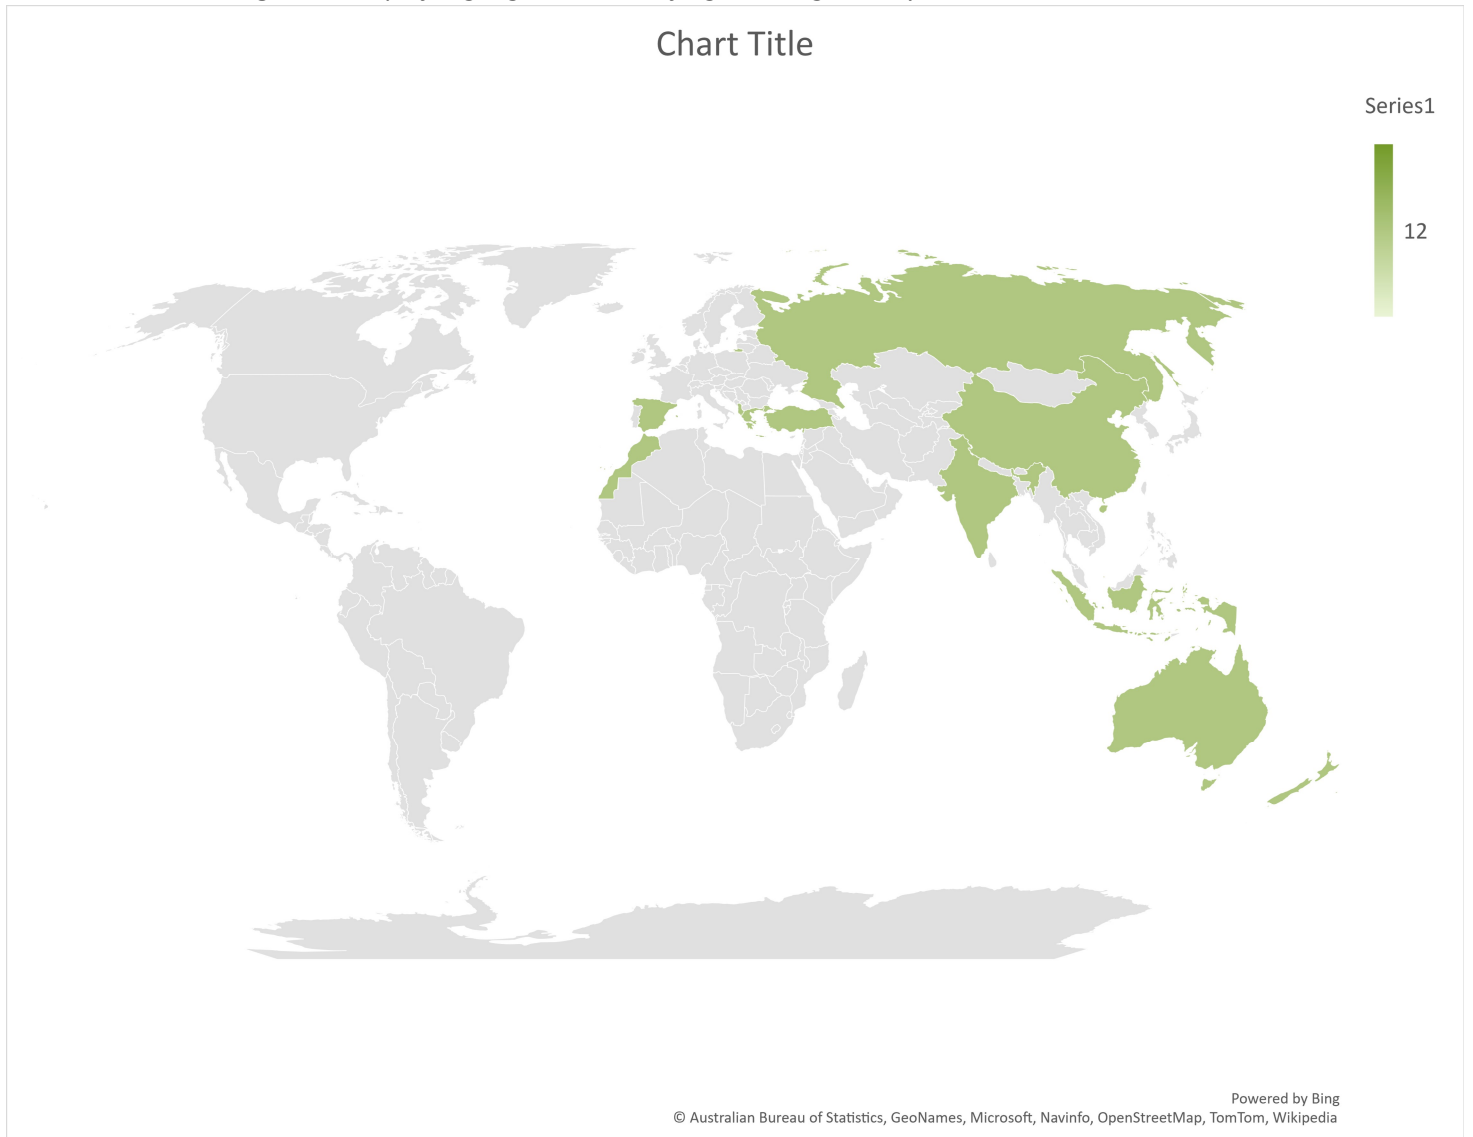 Chart Title
Series1
12
Powered by Bing
© Australian Bureau of Statistics, GeoNames, Microsoft, Navinfo, OpenStreetMap, TomTom, Wikipedia